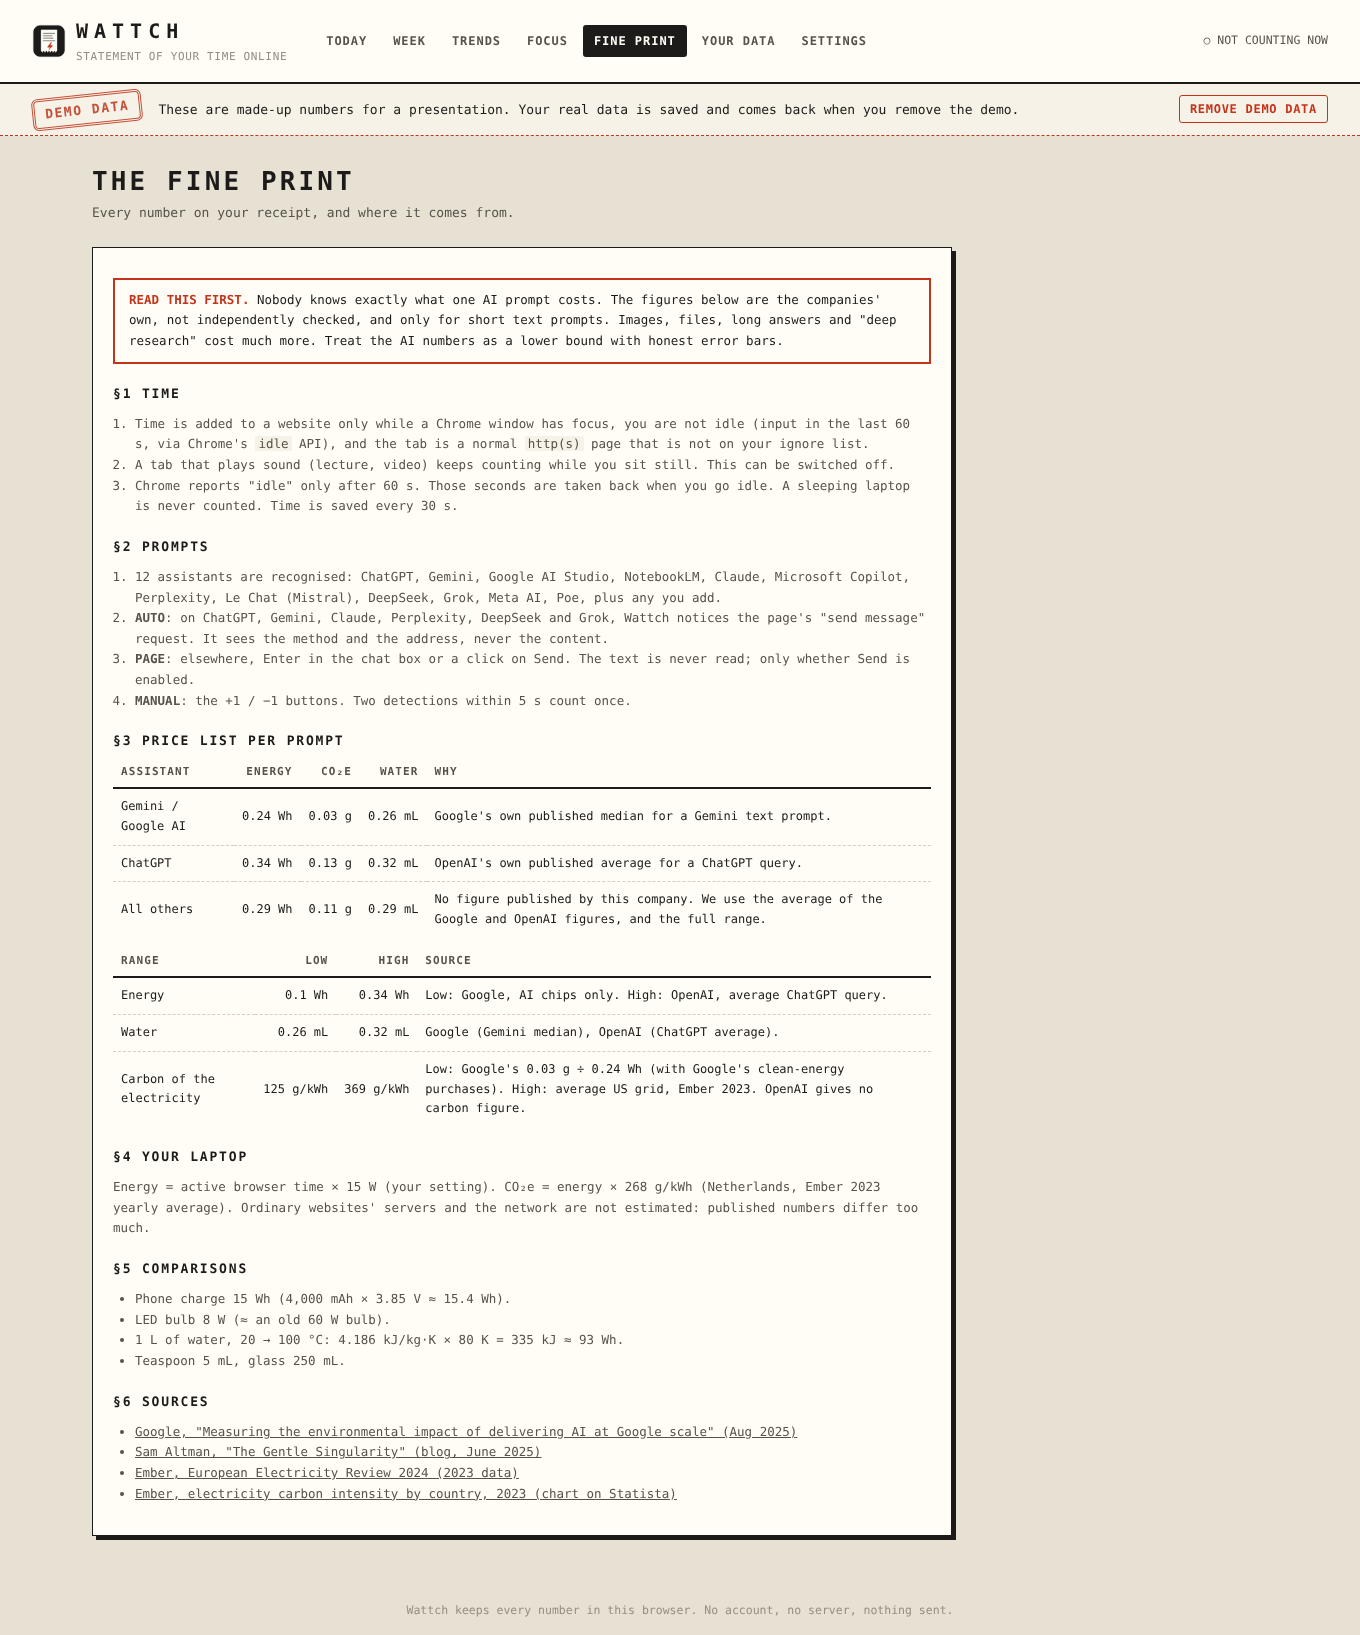 WATTCH
STATEMENT OF YOUR TIME ONLINE
TODAY WEEK TRENDS FOCUS FINE PRINT YOUR DATA SETTINGS
○ NOT COUNTING NOW
DEMO DATA
These are made-up numbers for a presentation. Your real data is saved and comes back when you remove the demo.
REMOVE DEMO DATA
THE FINE PRINT
Every number on your receipt, and where it comes from.
READ THIS FIRST. Nobody knows exactly what one AI prompt costs. The figures below are the companies'
own, not independently checked, and only for short text prompts. Images, files, long answers and "deep
research" cost much more. Treat the AI numbers as a lower bound with honest error bars.
§1 TIME
1. Time is added to a website only while a Chrome window has focus, you are not idle (input in the last 60
s, via Chrome's idle API), and the tab is a normal http(s) page that is not on your ignore list.
2. A tab that plays sound (lecture, video) keeps counting while you sit still. This can be switched off.
3. Chrome reports "idle" only after 60 s. Those seconds are taken back when you go idle. A sleeping laptop
is never counted. Time is saved every 30 s.
§2 PROMPTS
1. 12 assistants are recognised: ChatGPT, Gemini, Google AI Studio, NotebookLM, Claude, Microsoft Copilot,
Perplexity, Le Chat (Mistral), DeepSeek, Grok, Meta AI, Poe, plus any you add.
2. AUTO: on ChatGPT, Gemini, Claude, Perplexity, DeepSeek and Grok, Wattch notices the page's "send message"
request. It sees the method and the address, never the content.
3. PAGE: elsewhere, Enter in the chat box or a click on Send. The text is never read; only whether Send is
enabled.
4. MANUAL: the +1 / −1 buttons. Two detections within 5 s count once.
§3 PRICE LIST PER PROMPT
ASSISTANT ENERGY CO₂E WATER WHY
Gemini /
Google AI 0.24 Wh 0.03 g 0.26 mL Google's own published median for a Gemini text prompt.
ChatGPT 0.34 Wh 0.13 g 0.32 mL OpenAI's own published average for a ChatGPT query.
All others 0.29 Wh 0.11 g 0.29 mL No figure published by this company. We use the average of the
Google and OpenAI figures, and the full range.
RANGE LOW HIGH SOURCE
Energy 0.1 Wh 0.34 Wh Low: Google, AI chips only. High: OpenAI, average ChatGPT query.
Water 0.26 mL 0.32 mL Google (Gemini median), OpenAI (ChatGPT average).
Carbon of the
electricity 125 g/kWh 369 g/kWh Low: Google's 0.03 g ÷ 0.24 Wh (with Google's clean-energy
purchases). High: average US grid, Ember 2023. OpenAI gives no
carbon figure.
§4 YOUR LAPTOP
Energy = active browser time × 15 W (your setting). CO₂e = energy × 268 g/kWh (Netherlands, Ember 2023
yearly average). Ordinary websites' servers and the network are not estimated: published numbers differ too
much.
§5 COMPARISONS
• Phone charge 15 Wh (4,000 mAh × 3.85 V ≈ 15.4 Wh).
• LED bulb 8 W (≈ an old 60 W bulb).
• 1 L of water, 20 → 100 °C: 4.186 kJ/kg·K × 80 K = 335 kJ ≈ 93 Wh.
• Teaspoon 5 mL, glass 250 mL.
§6 SOURCES
• Google, "Measuring the environmental impact of delivering AI at Google scale" (Aug 2025)
• Sam Altman, "The Gentle Singularity" (blog, June 2025)
• Ember, European Electricity Review 2024 (2023 data)
• Ember, electricity carbon intensity by country, 2023 (chart on Statista)
Wattch keeps every number in this browser. No account, no server, nothing sent.